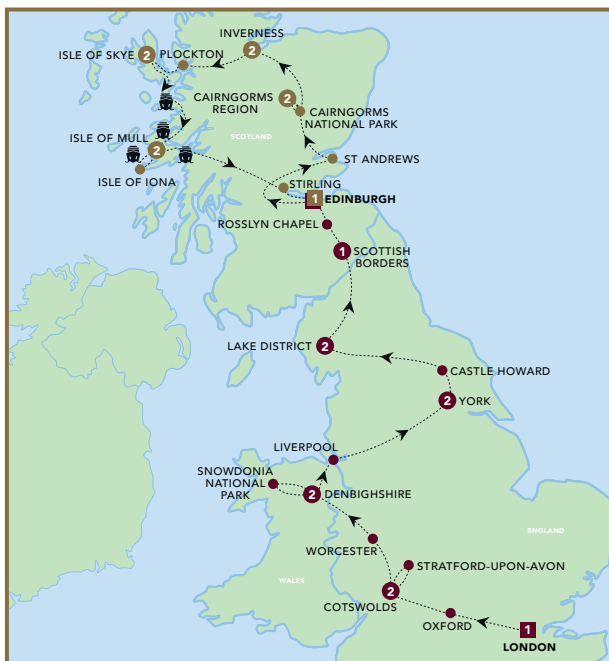 INVERNESS
ISLE OF SKYE
2
PLOCKTON
2
CAIRNGORMS
REGION
2
CAIRNGORMS
NATIONAL PARK
SCOTLAND
ISLE OF MULL
2
ST ANDREWS
ISLE OF IONA
STIRLING
1
EDINBURGH
ROSSLYN CHAPEL
1
SCOTTISH
BORDERS
LAKE DISTRICT
2
CASTLE HOWARD
2
YORK
LIVERPOOL
SNOWDONIA
NATIONAL
PARK
2
DENBIGHSHIRE
ENGLAND
WORCESTER
STRATFORD-UPON-AVON
WALES
2
COTSWOLDS
OXFORD
1
LONDON